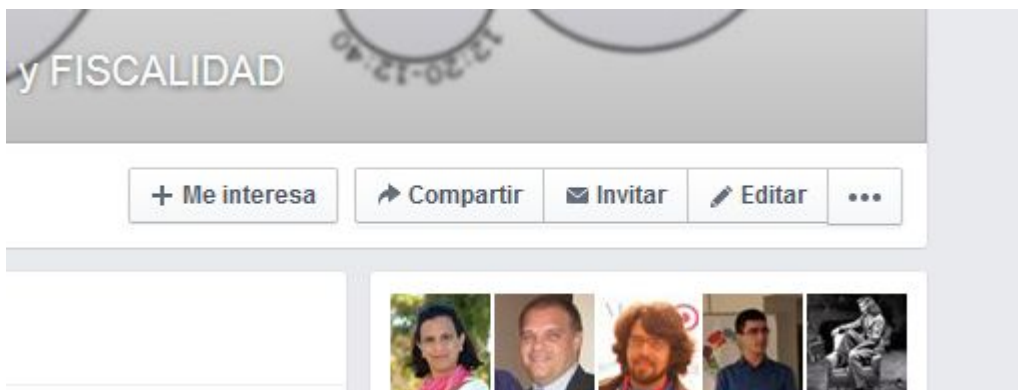 y FISCALIDAD
12:20-12:40
+ Me interesa Compartir Invitar Editar •••